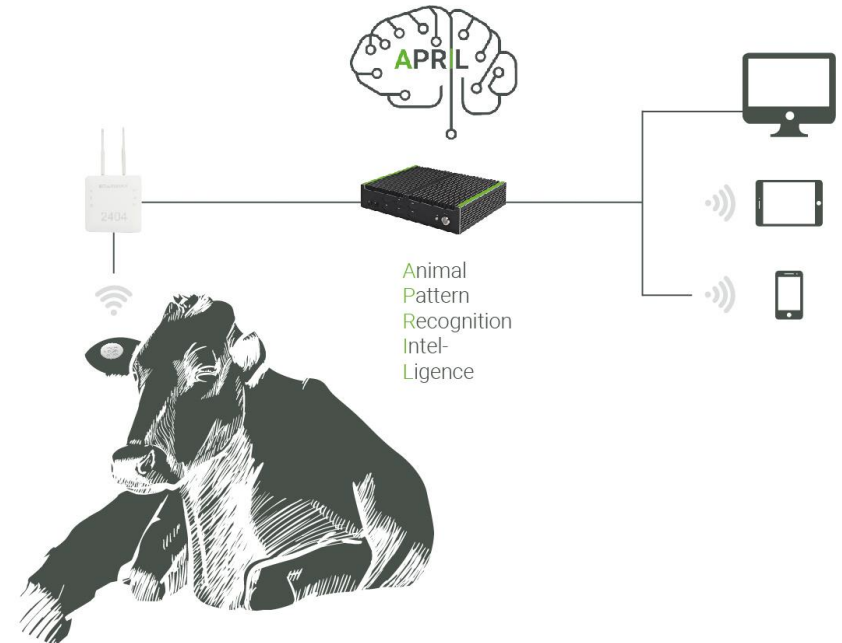 APRIL
2404
Animal
Pattern
Recognition
Intel-
Ligence